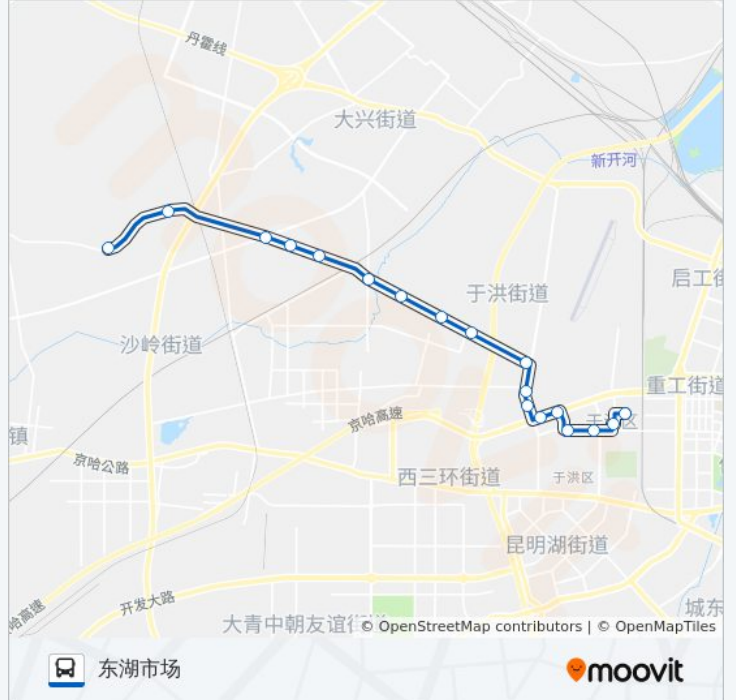 丹霍线
大兴街道
新开河
启工街
于洪街道
沙岭街道
重工街道
京哈高速
镇
京哈公路
西三环街道
于洪区
昆明湖街道
开发大路
哈高速
城东
大青中朝友谊街
© OpenStreetMap contributors | © OpenMapTiles
东湖市场
moovit